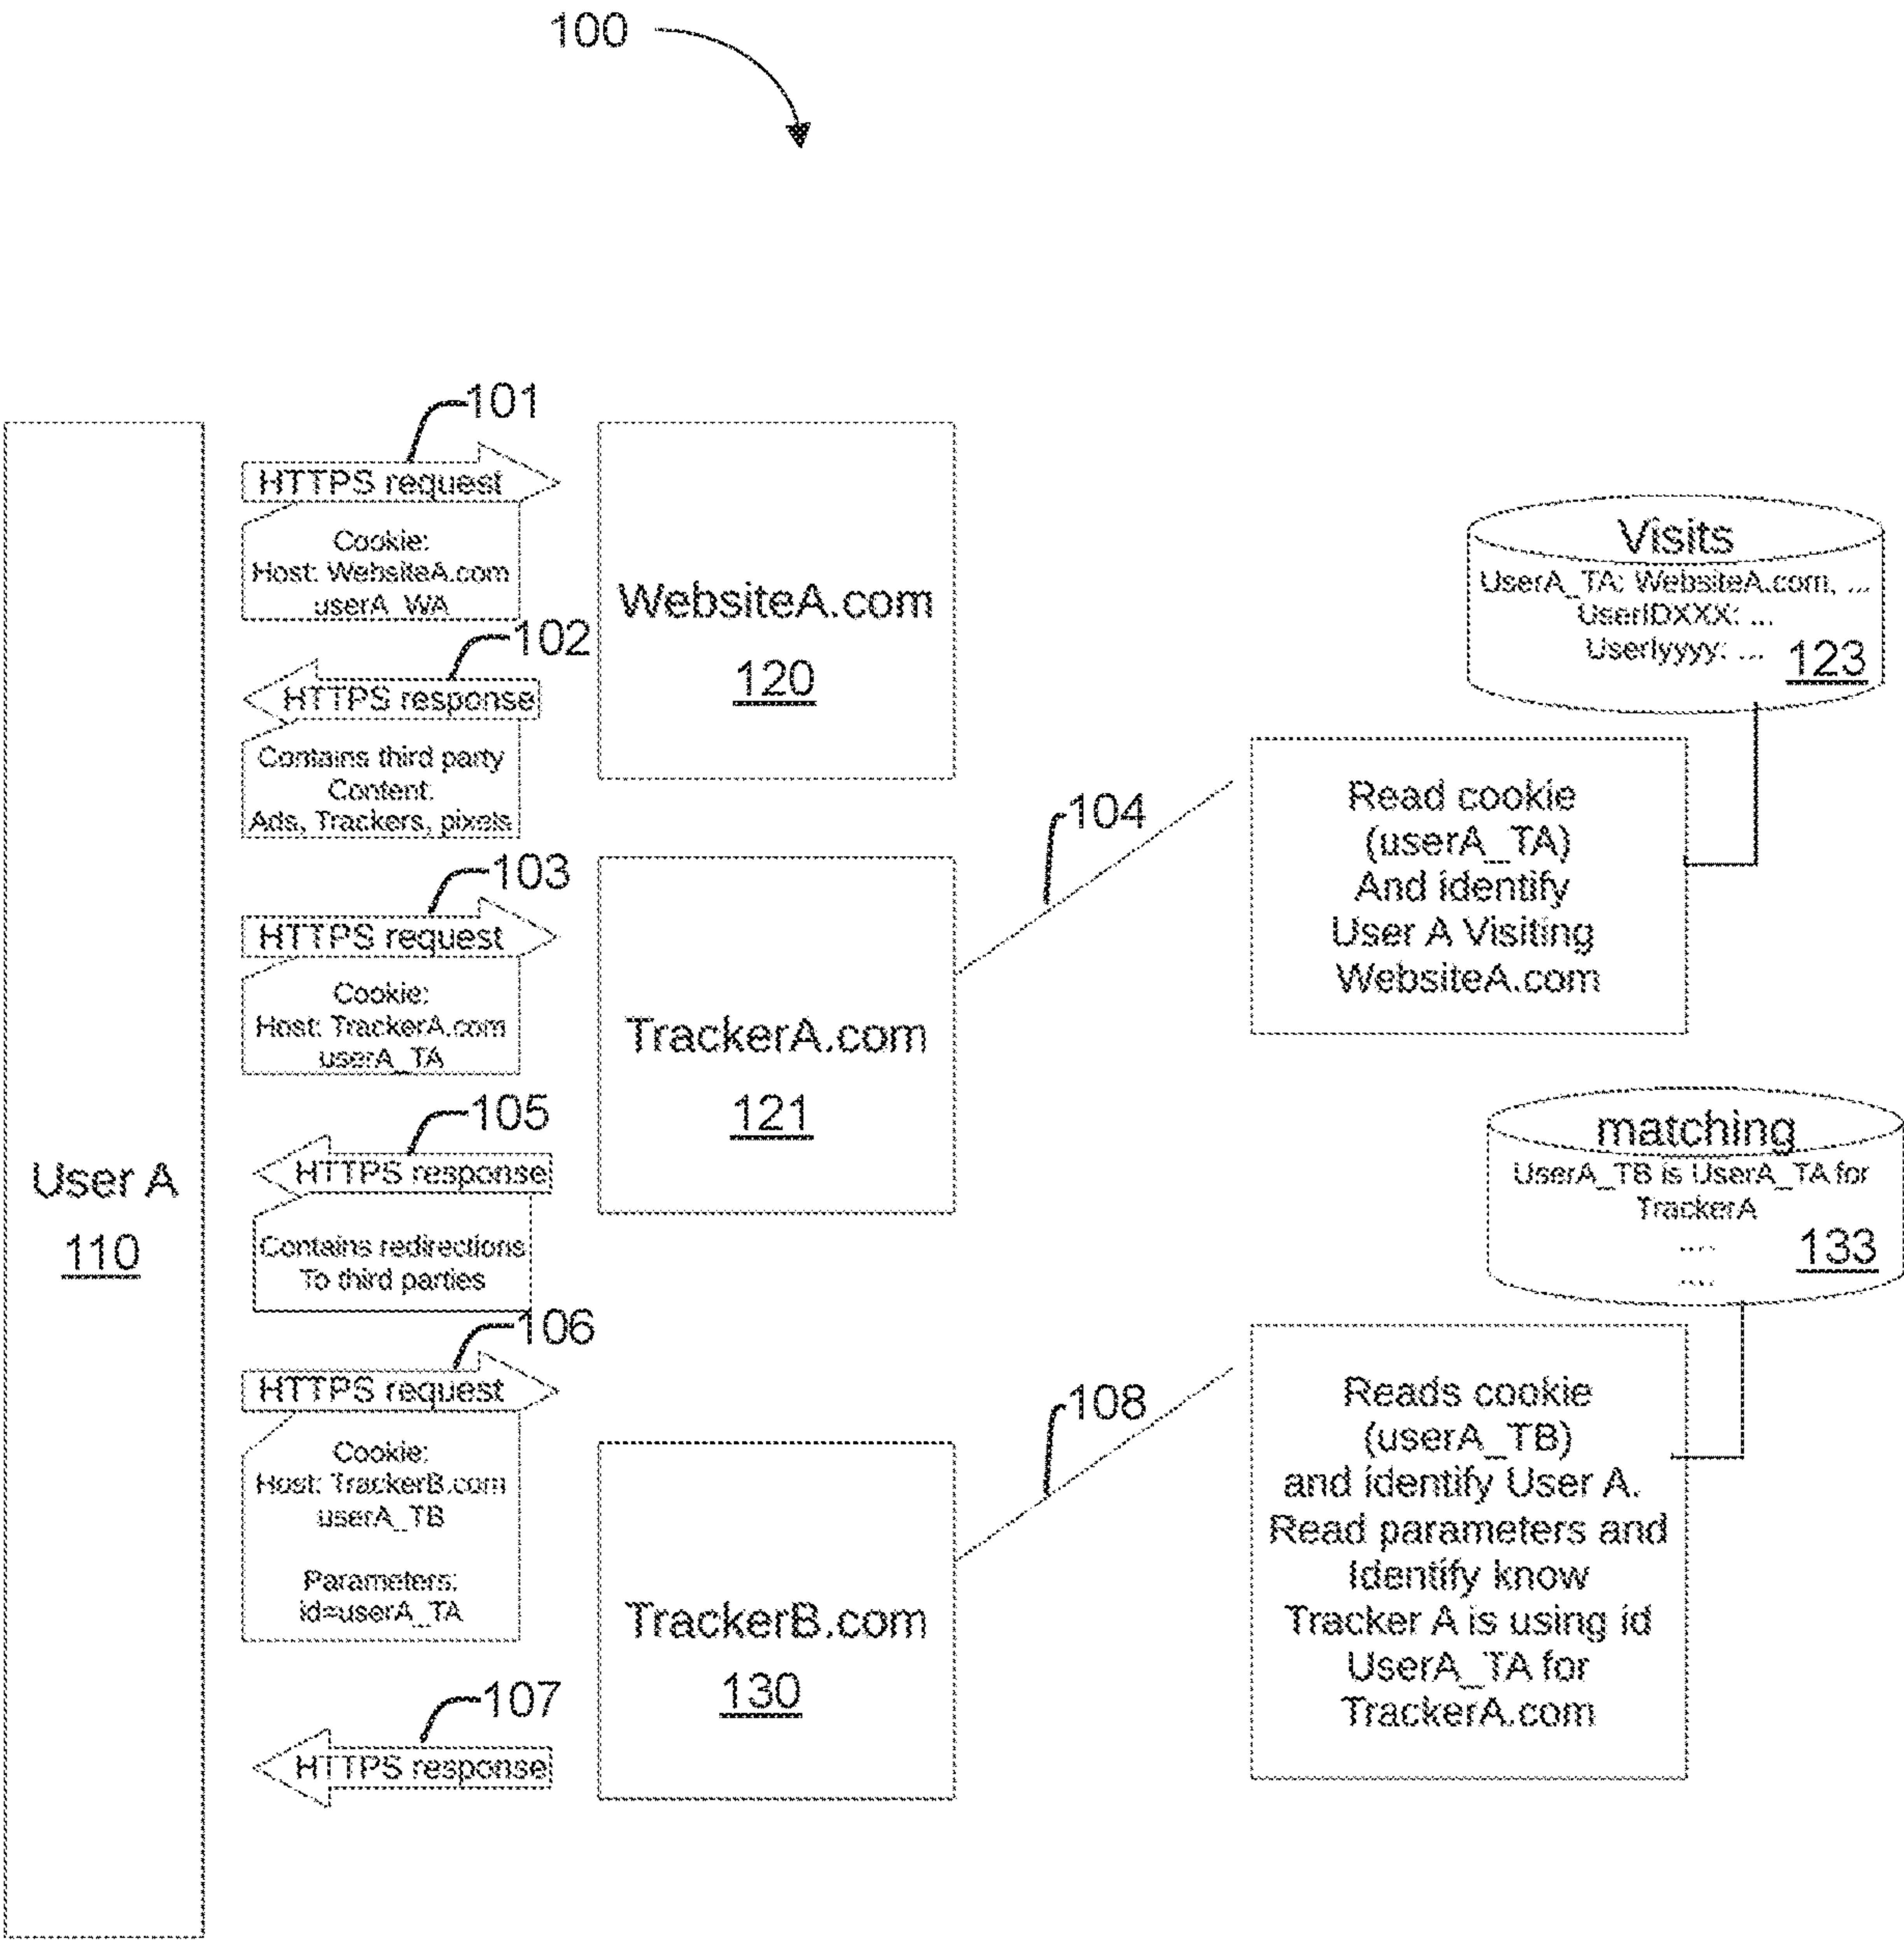 100
101
HTTPS request
Cookie:
Host: WebsiteA.com
userA_WA
102
HTTPS response
Contains third party
Content:
Ads, Trackers, pixels
103
HTTPS request
Cookie:
Host: TrackerA.com
userA_TA
105
HTTPS response
Contains redirections
To third parties
106
HTTPS request
Cookie:
Host: TrackerB.com
userA_TB
Parameters:
id=userA_TA
107
HTTPS response
User A
110
WebsiteA.com
120
TrackerA.com
121
TrackerB.com
130
104
108
Visits
UserA_TA: WebsiteA.com, ...
UserIDXXX: ...
UserIyyyy: ...
123
Read cookie
(userA_TA)
And identify
User A Visiting
WebsiteA.com
matching
UserA_TB is UserA_TA for
TrackerA
....
....
133
Reads cookie
(userA_TB)
and identify User A.
Read parameters and
Identify know
Tracker A is using id
UserA_TA for
TrackerA.com